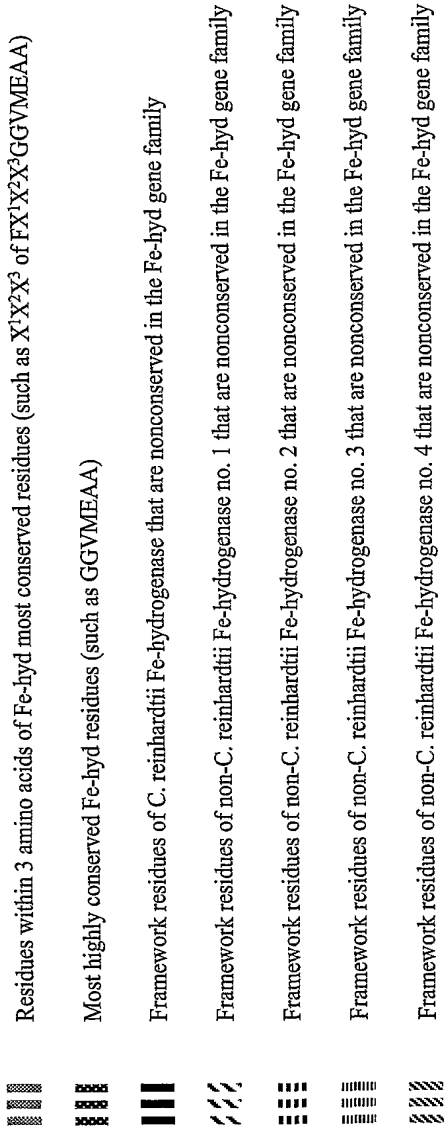 Residues within 3 amino acids of Fe-hyd most conserved residues (such as X¹X²X³ of FX¹X²X³GGVMEAA)
Most highly conserved Fe-hyd residues (such as GGVMEAA)
Framework residues of C. reinhardtii Fe-hydrogenase that are nonconserved in the Fe-hyd gene family
Framework residues of non-C. reinhardtii Fe-hydrogenase no. 1 that are nonconserved in the Fe-hyd gene family
Framework residues of non-C. reinhardtii Fe-hydrogenase no. 2 that are nonconserved in the Fe-hyd gene family
Framework residues of non-C. reinhardtii Fe-hydrogenase no. 3 that are nonconserved in the Fe-hyd gene family
Framework residues of non-C. reinhardtii Fe-hydrogenase no. 4 that are nonconserved in the Fe-hyd gene family